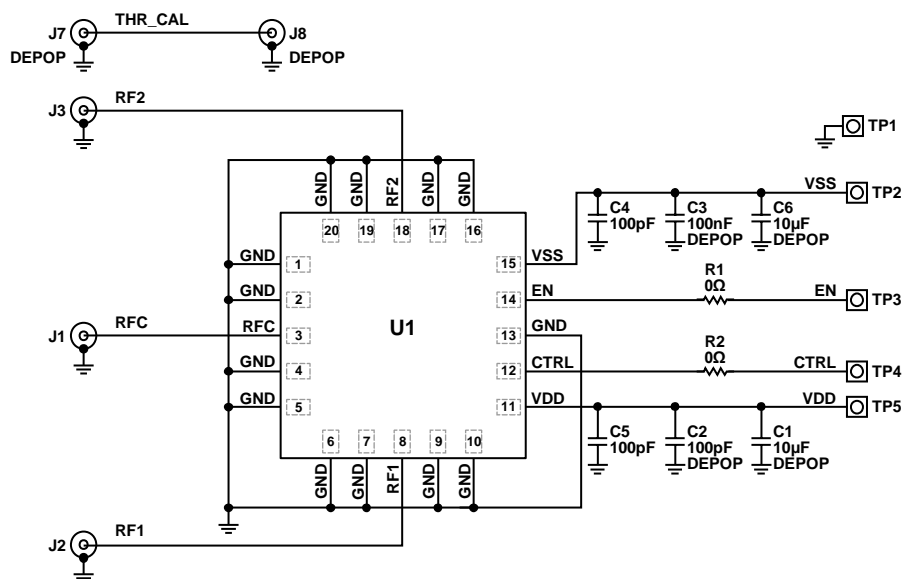 J7
THR_CAL
J8
DEPOP
DEPOP
J3
RF2
TP1
GND
GND
RF2
GND
GND
VSS
TP2
C4
100pF
C3
100nF
DEPOP
C6
10µF
DEPOP
20
19
18
17
16
GND
1
15
VSS
R1
0Ω
GND
2
14
EN
EN
TP3
J1
RFC
RFC
3
U1
13
GND
R2
0Ω
GND
4
12
CTRL
CTRL
TP4
GND
5
11
VDD
VDD
TP5
6
7
8
9
10
C5
100pF
C2
100pF
DEPOP
C1
10µF
DEPOP
GND
GND
RF1
GND
GND
J2
RF1